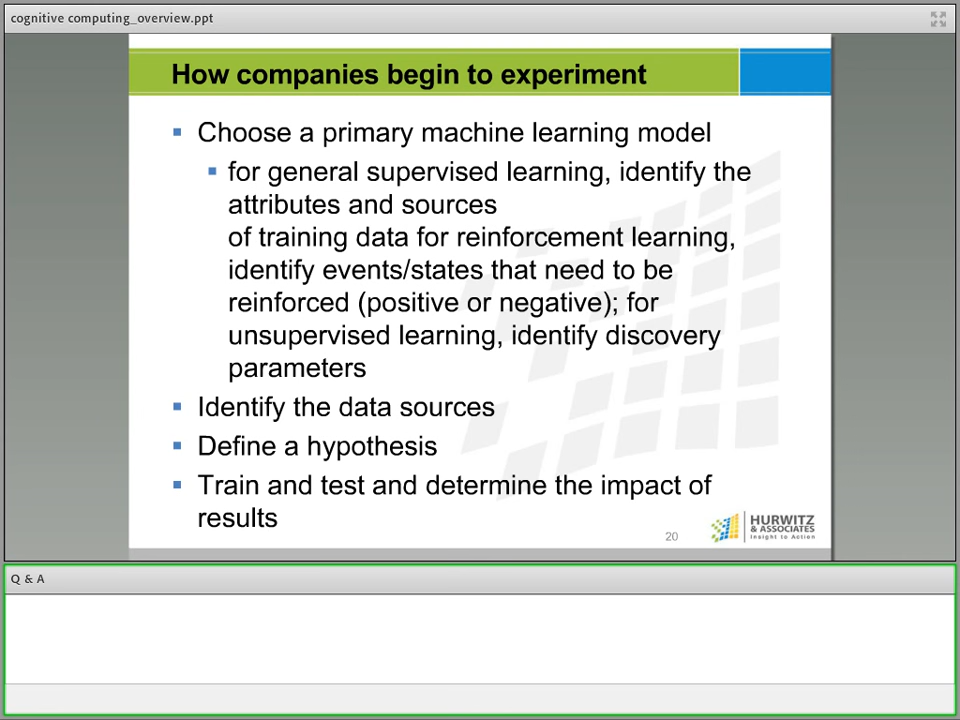 cognitive computing_overview.ppt
How companies begin to experiment
Choose a primary machine learning model
for general supervised learning, identify the
attributes and sources
of training data for reinforcement learning,
identify events/states that need to be
reinforced (positive or negative); for
unsupervised learning, identify discovery
parameters
Identify the data sources
Define a hypothesis
Train and test and determine the impact of
results
20
HURWITZ
& ASSOCIATES
Insight to Action
Q & A